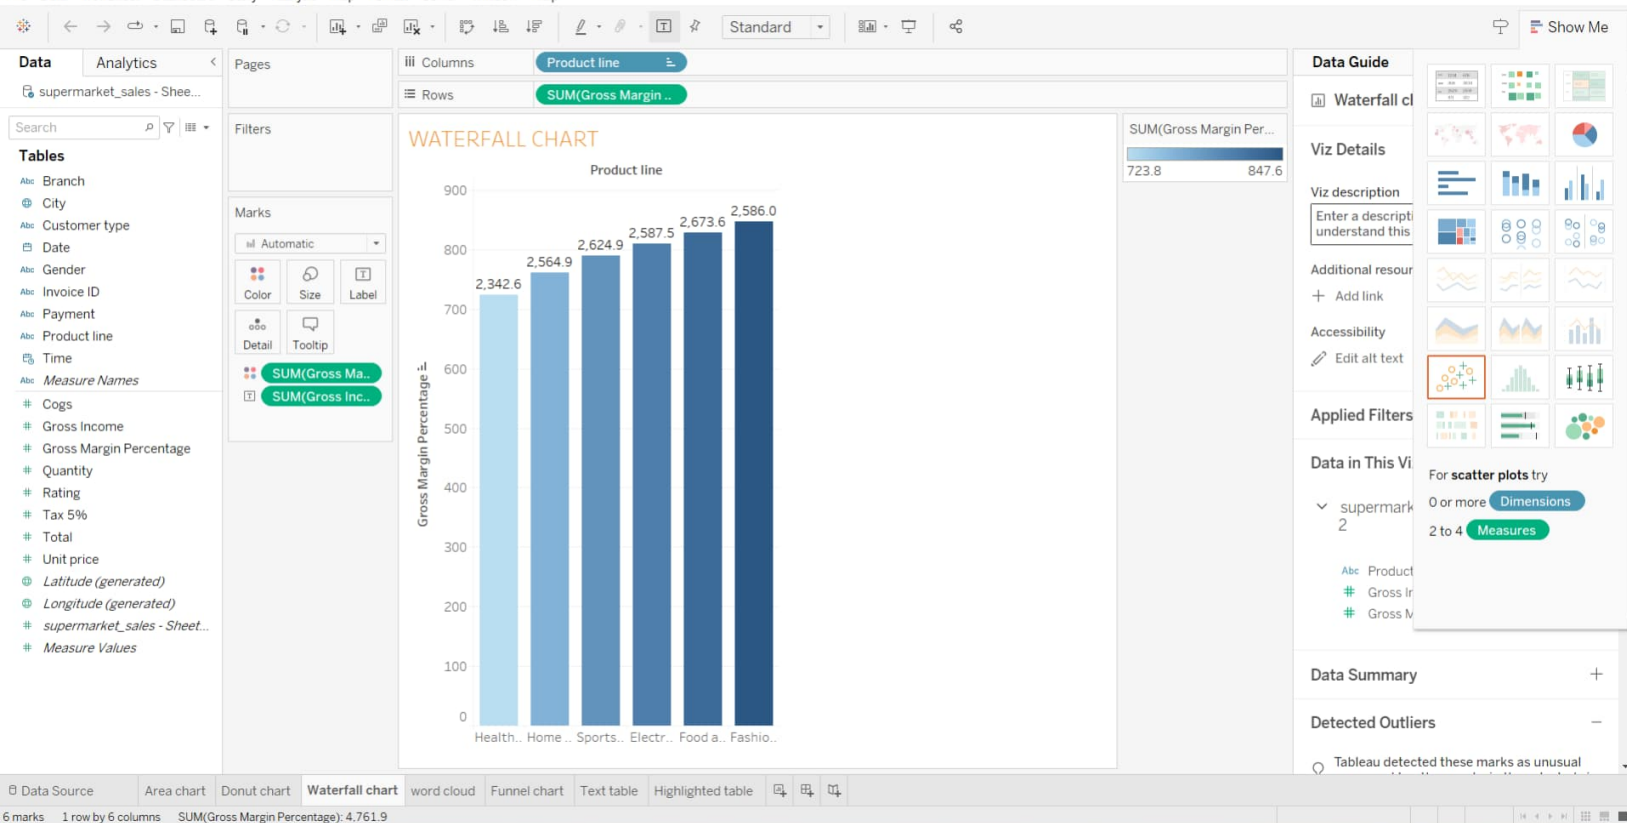 Standard
Show Me
Data
Analytics
supermarket_sales - Shee...
Search
Tables
Abc Branch
City
Abc Customer type
Date
Abc Gender
Abc Invoice ID
Abc Payment
Abc Product line
Time
Abc Measure Names
# Cogs
# Gross Income
# Gross Margin Percentage
# Quantity
# Rating
# Tax 5%
# Total
# Unit price
Latitude (generated)
Longitude (generated)
# supermarket_sales - Sheet...
# Measure Values
Pages
Filters
Marks
Automatic
Color
Size
Label
Detail
Tooltip
SUM(Gross Ma..
SUM(Gross Inc..
iii Columns
Product line
Rows
SUM(Gross Margin ..
WATERFALL CHART
Product line
Gross Margin Percentage
900
800
700
600
500
400
300
200
100
0
2,342.6
2,564.9
2,624.9
2,587.5
2,673.6
2,586.0
Health..
Home ..
Sports..
Electr..
Food a..
Fashio..
SUM(Gross Margin Per...
723.8
847.6
Data Guide
Waterfall cl
Viz Details
Viz description
Enter a descripti
understand this
Additional resour
+ Add link
Accessibility
Edit alt text
Applied Filters
Data in This Vi
supermark
2
Abc Product
# Gross Ir
# Gross M
Data Summary +
Detected Outliers −
Tableau detected these marks as unusual
For scatter plots try
0 or more Dimensions
2 to 4 Measures
Data Source
Area chart
Donut chart
Waterfall chart
word cloud
Funnel chart
Text table
Highlighted table
6 marks
1 row by 6 columns
SUM(Gross Margin Percentage): 4,761.9